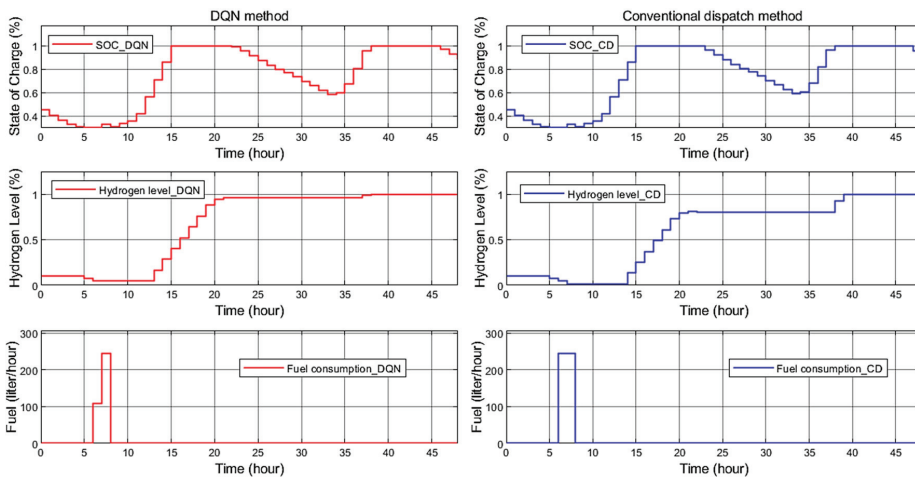 DQN method
State of Charge (%)
1
0.8
0.6
0.4
SOC_DQN
0 5 10 15 20 25 30 35 40 45
Time (hour)
Hydrogen Level (%)
1
0.5
0
Hydrogen level_DQN
0 5 10 15 20 25 30 35 40 45
Time (hour)
Fuel (liter/hour)
300
200
100
0
Fuel consumption_DQN
0 5 10 15 20 25 30 35 40 45
Time (hour)
Conventional dispatch method
State of Charge (%)
1
0.8
0.6
0.4
SOC_CD
0 5 10 15 20 25 30 35 40 45
Time (hour)
Hydrogen Level (%)
1
0.5
0
Hydrogen level_CD
0 5 10 15 20 25 30 35 40 45
Time (hour)
Fuel (liter/hour)
300
200
100
0
Fuel consumption_CD
0 5 10 15 20 25 30 35 40 45
Time (hour)